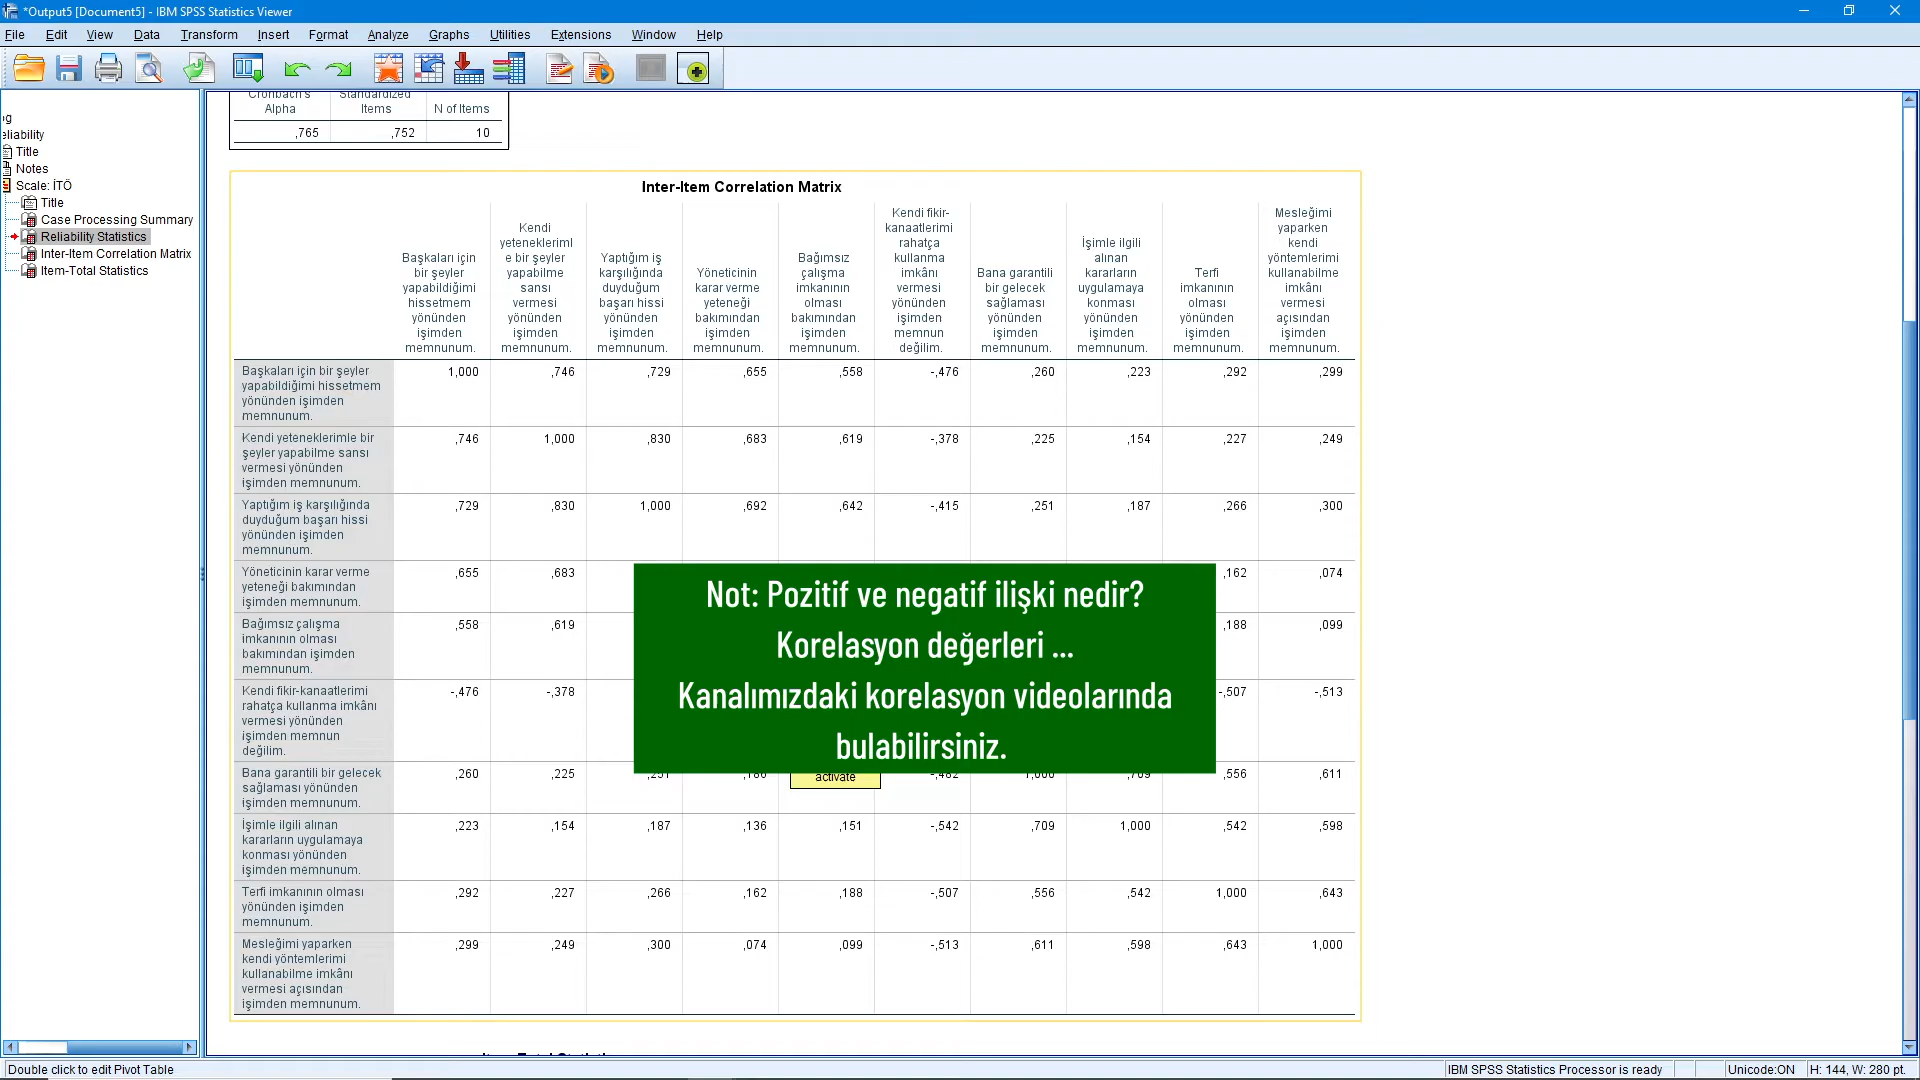 *Output5 [Document5] - IBM SPSS Statistics Viewer
File Edit View Data Transform Insert Format Analyze Graphs Utilities Extensions Window Help
eliability
Title
Notes
Scale: İTÖ
Title
Case Processing Summary
Reliability Statistics
Inter-Item Correlation Matrix
Item-Total Statistics
Cronbach's Alpha Standardized Items N of Items
,765 ,752 10
Inter-Item Correlation Matrix
Başkaları için bir şeyler yapabildiğimi hissetmem yönünden işimden memnunum.
Kendi yeteneklerimle bir şeyler yapabilme sansı vermesi yönünden işimden memnunum.
Yaptığım iş karşılığında duyduğum başarı hissi yönünden işimden memnunum.
Yöneticinin karar verme yeteneği bakımından işimden memnunum.
Bağımsız çalışma imkanının olması bakımından işimden memnunum.
Kendi fikir-kanaatlerimi rahatça kullanma imkânı vermesi yönünden işimden memnun değilim.
Bana garantili bir gelecek sağlaması yönünden işimden memnunum.
İşimle ilgili alınan kararların uygulamaya konması yönünden işimden memnunum.
Terfi imkanının olması yönünden işimden memnunum.
Mesleğimi yaparken kendi yöntemlerimi kullanabilme imkânı vermesi açısından işimden memnunum.
Başkaları için bir şeyler yapabildiğimi hissetmem yönünden işimden memnunum. 1,000 ,746 ,729 ,655 ,558 -,476 ,260 ,223 ,292 ,299
Kendi yeteneklerimle bir şeyler yapabilme sansı vermesi yönünden işimden memnunum. ,746 1,000 ,830 ,683 ,619 -,378 ,225 ,154 ,227 ,249
Yaptığım iş karşılığında duyduğum başarı hissi yönünden işimden memnunum. ,729 ,830 1,000 ,692 ,642 -,415 ,251 ,187 ,266 ,300
Yöneticinin karar verme yeteneği bakımından işimden memnunum. ,655 ,683 ,162 ,074
Bağımsız çalışma imkanının olması bakımından işimden memnunum. ,558 ,619 ,188 ,099
Kendi fikir-kanaatlerimi rahatça kullanma imkânı vermesi yönünden işimden memnun değilim. -,476 -,378 -,507 -,513
Bana garantili bir gelecek sağlaması yönünden işimden memnunum. ,260 ,225 ,251 -,482 1,000 ,709 ,556 ,611
İşimle ilgili alınan kararların uygulamaya konması yönünden işimden memnunum. ,223 ,154 ,187 ,136 ,151 -,542 ,709 1,000 ,542 ,598
Terfi imkanının olması yönünden işimden memnunum. ,292 ,227 ,266 ,162 ,188 -,507 ,556 ,542 1,000 ,643
Mesleğimi yaparken kendi yöntemlerimi kullanabilme imkânı vermesi açısından işimden memnunum. ,299 ,249 ,300 ,074 ,099 -,513 ,611 ,598 ,643 1,000
Not: Pozitif ve negatif ilişki nedir?
Korelasyon değerleri ...
Kanalımızdaki korelasyon videolarında
bulabilirsiniz.
activate
Double click to edit Pivot Table
IBM SPSS Statistics Processor is ready
Unicode:ON
H: 144, W: 280 pt.